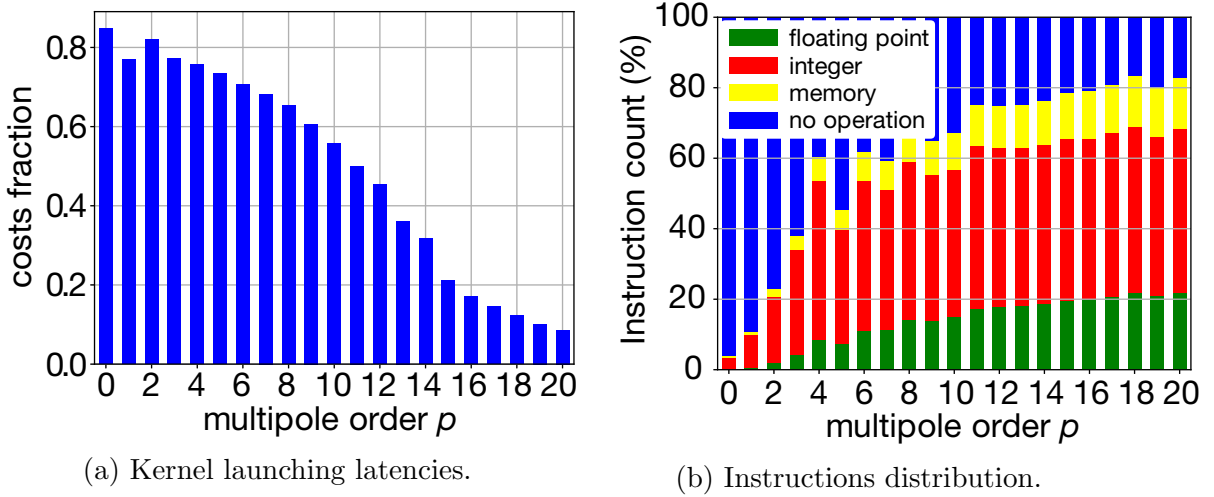 0.8
0.6
0.4
0.2
0.0
costs fraction
0 2 4 6 8 10 12 14 16 18 20
multipole order p
(a) Kernel launching latencies.
100
80
60
40
20
0
Instruction count (%)
floating point
integer
memory
no operation
0 2 4 6 8 10 12 14 16 18 20
multipole order p
(b) Instructions distribution.